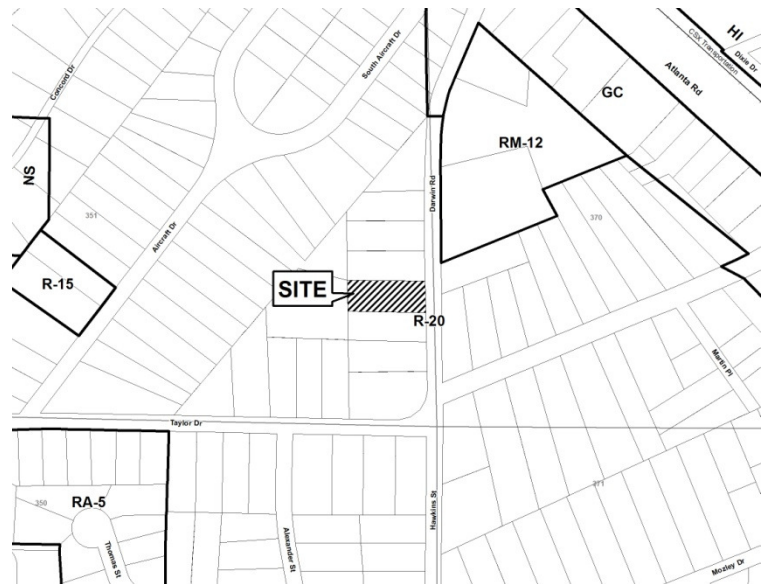 HI
Dixie Dr
CSX Transportation
South Aircraft Dr
Atlanta Rd
Concord Dr
GC
RM-12
NS
Darwin Rd
351
370
Aircraft Dr
R-15
SITE
R-20
Martin Pl
Taylor Dr
371
RA-5
350
Hawkins St
Alexander St
Thomas St
Mozley Dr